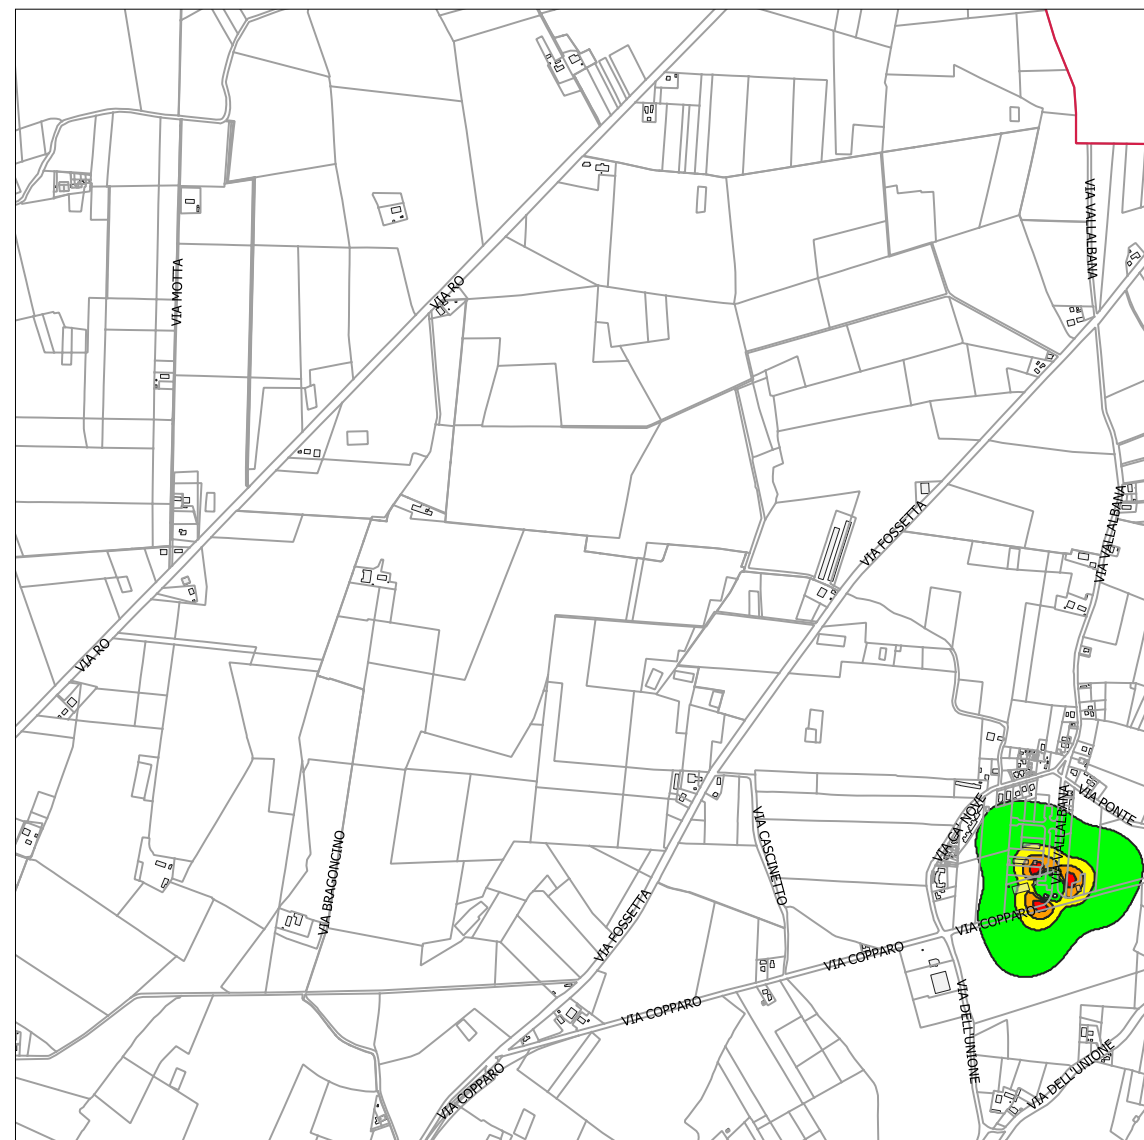 VIA VALLALBANA
VIA MOTTA
VIA RO
VIA FOSSETTA
VIA VALLALBANA
VIA RO
VIA PONTE
VIA VALLALBANA
VIA CA' NOVE
VIA CASCINETTO
VIA BRAGONCINO
VIA FOSSETTA
VIA COPPARO
VIA COPPARO
VIA COPPARO
VIA DELL'UNIONE
VIA DELL'UNIONE
VIA COPPARO